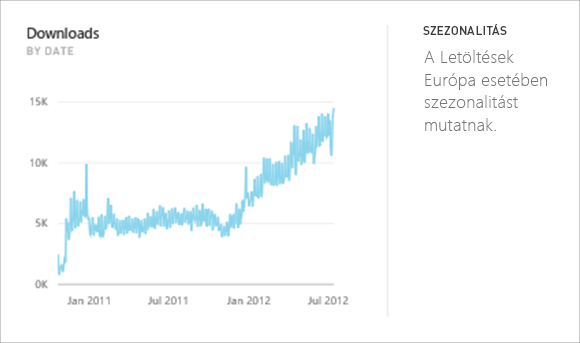 Downloads
BY DATE
15K
10K
5K
0K
Jan 2011 Jul 2011 Jan 2012 Jul 2012
SZEZONALITÁS
A Letöltések
Európa esetében
szezonalitást
mutatnak.